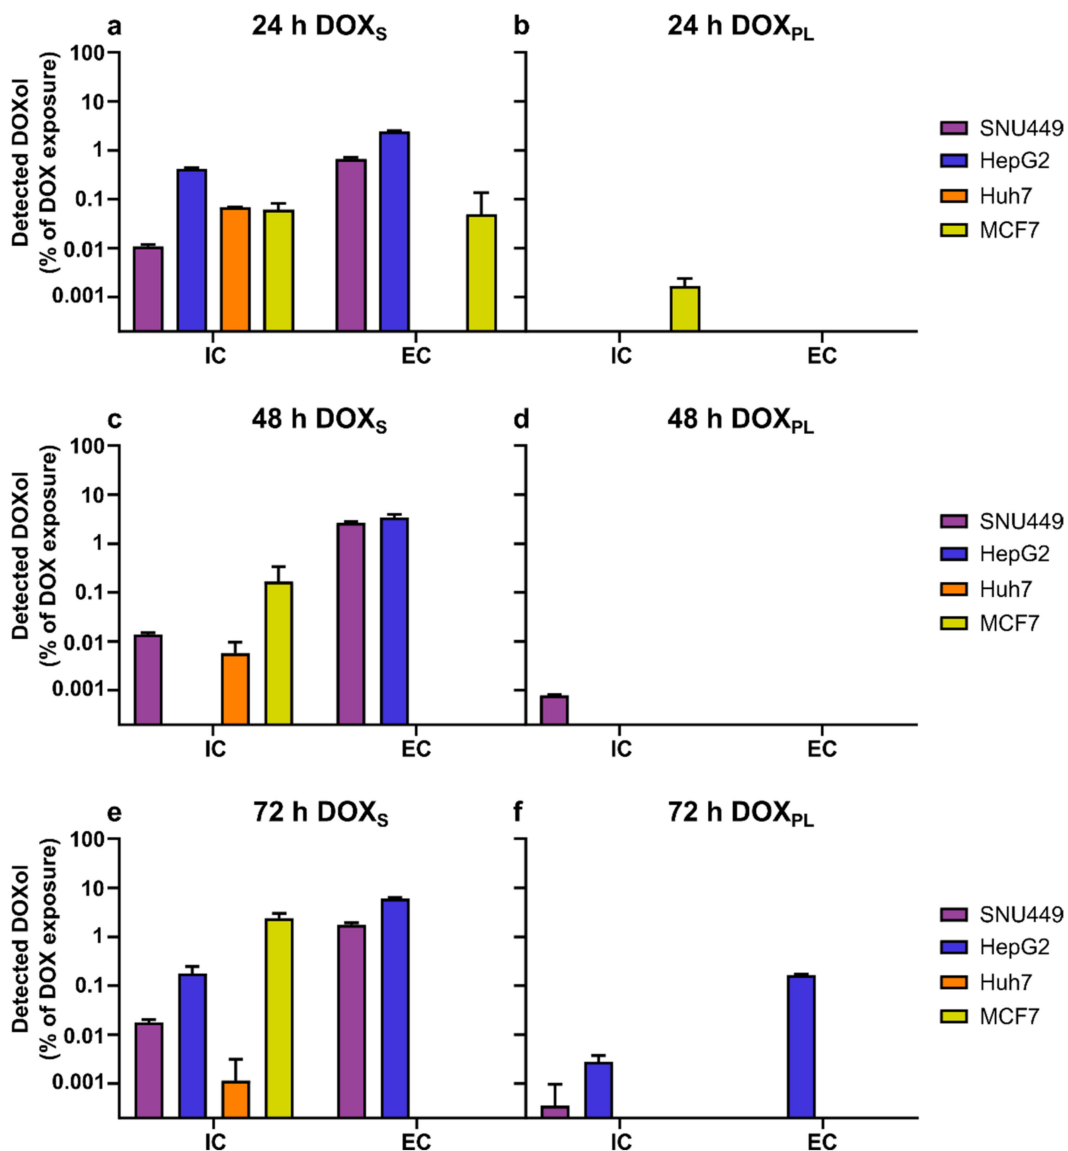 a 24 h DOXS b 24 h DOXPL
Detected DOXol
(% of DOX exposure)
100
10
1
0.1
0.01
0.001
IC EC IC EC
SNU449
HepG2
Huh7
MCF7
c 48 h DOXS d 48 h DOXPL
Detected DOXol
(% of DOX exposure)
100
10
1
0.1
0.01
0.001
IC EC IC EC
SNU449
HepG2
Huh7
MCF7
e 72 h DOXS f 72 h DOXPL
Detected DOXol
(% of DOX exposure)
100
10
1
0.1
0.01
0.001
IC EC IC EC
SNU449
HepG2
Huh7
MCF7